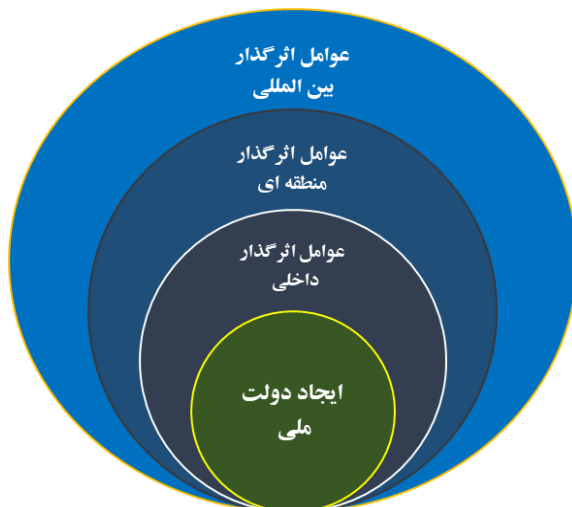 عوامل اثرگذار
بین المللی
عوامل اثرگذار
منطقه ای
عوامل اثرگذار
داخلی
ایجاد دولت
ملی